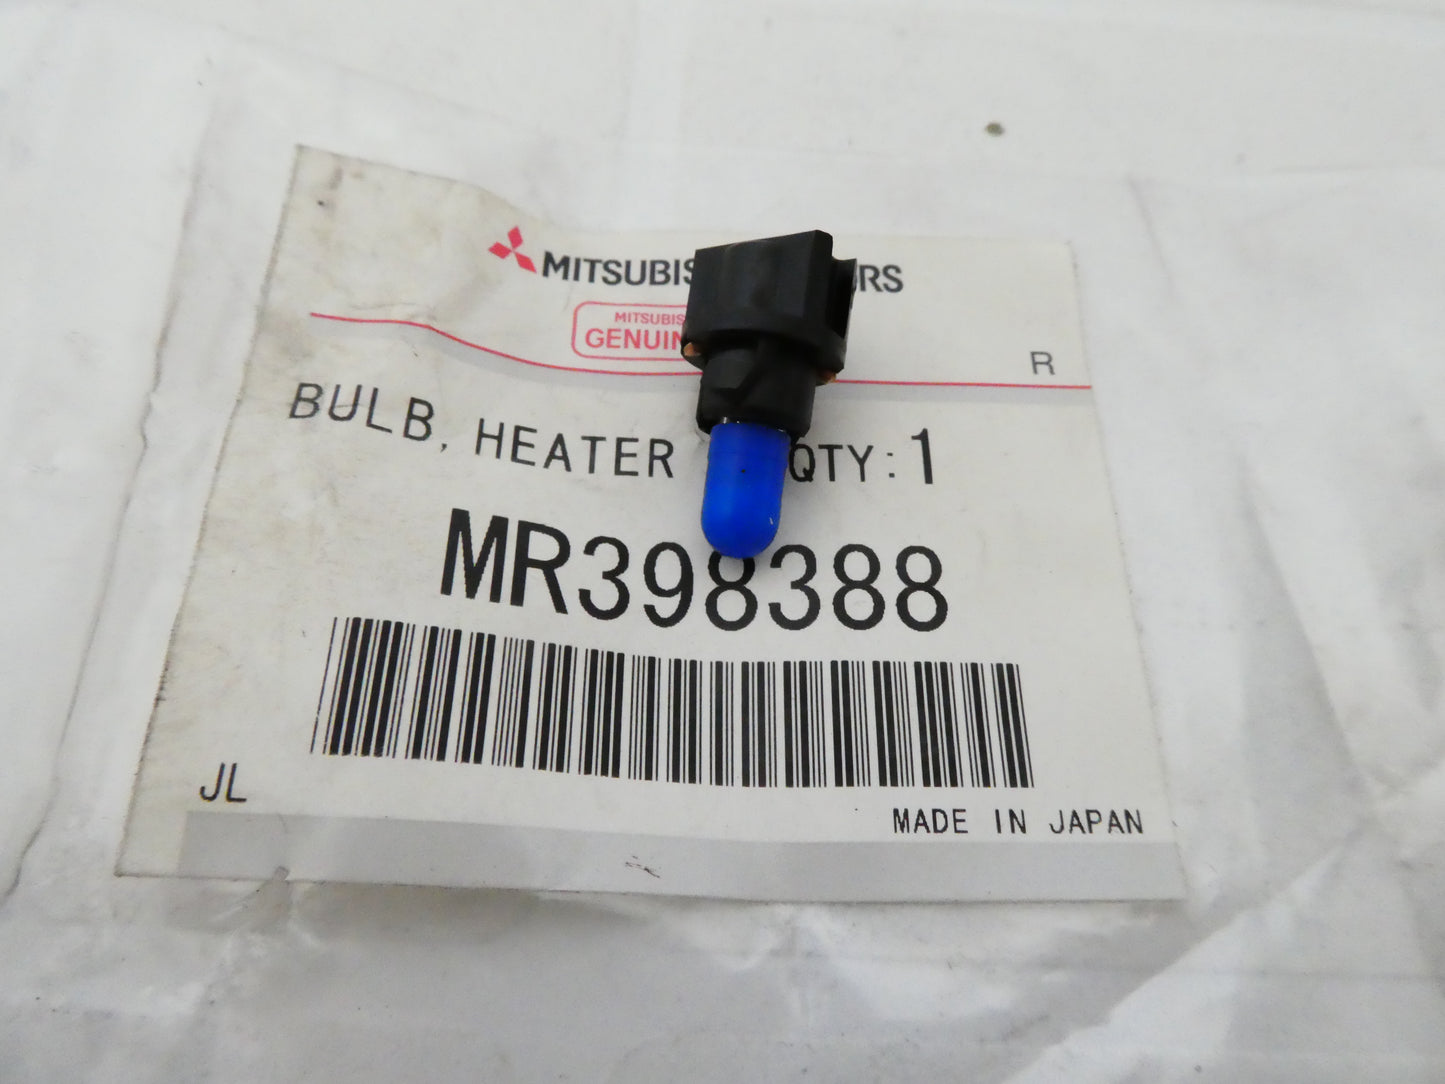 MITSUBIS RS
MITSUBIS
GENUIN
R
BULB, HEATER QTY: 1
MR398388
JL
MADE IN JAPAN